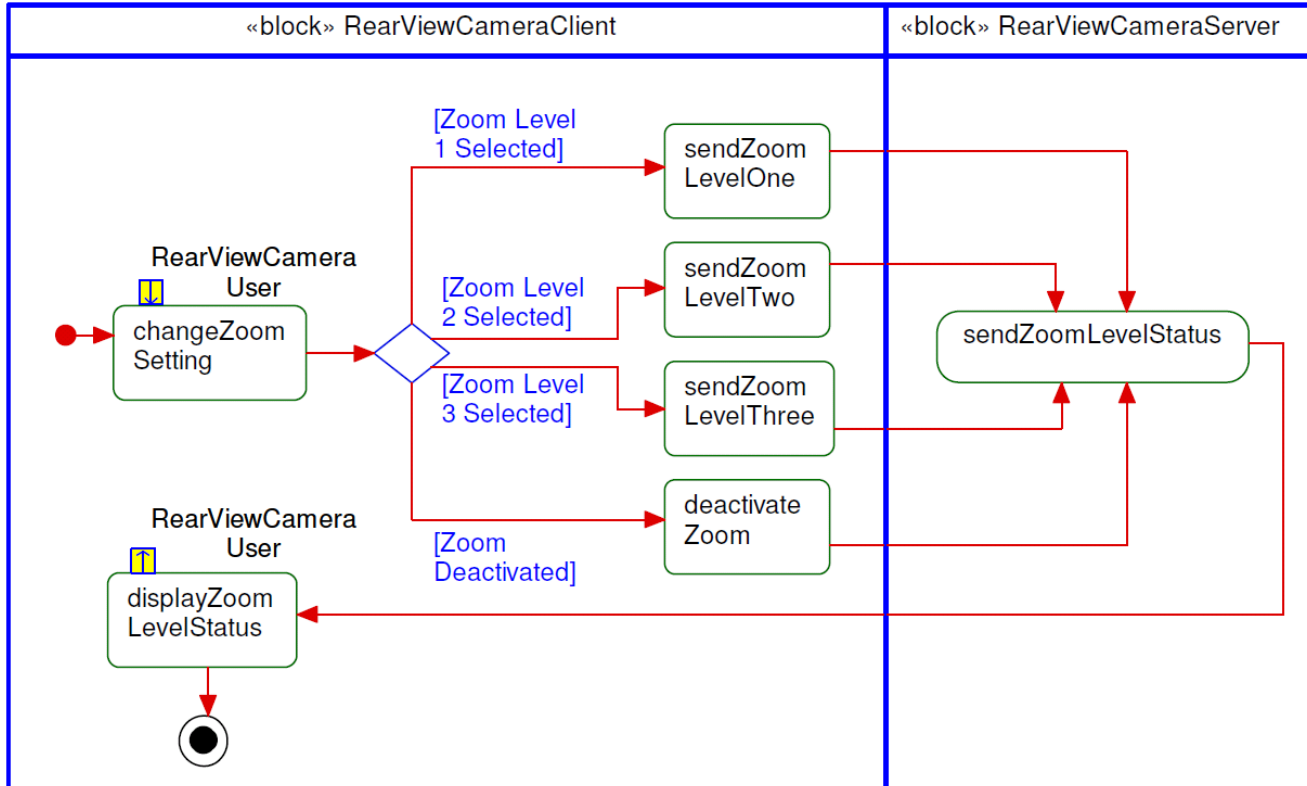 «block» RearViewCameraClient
«block» RearViewCameraServer
[Zoom Level
1 Selected]
sendZoom
LevelOne
RearViewCamera
User
changeZoom
Setting
[Zoom Level
2 Selected]
sendZoom
LevelTwo
sendZoomLevelStatus
[Zoom Level
3 Selected]
sendZoom
LevelThree
RearViewCamera
User
displayZoom
LevelStatus
[Zoom
Deactivated]
deactivate
Zoom